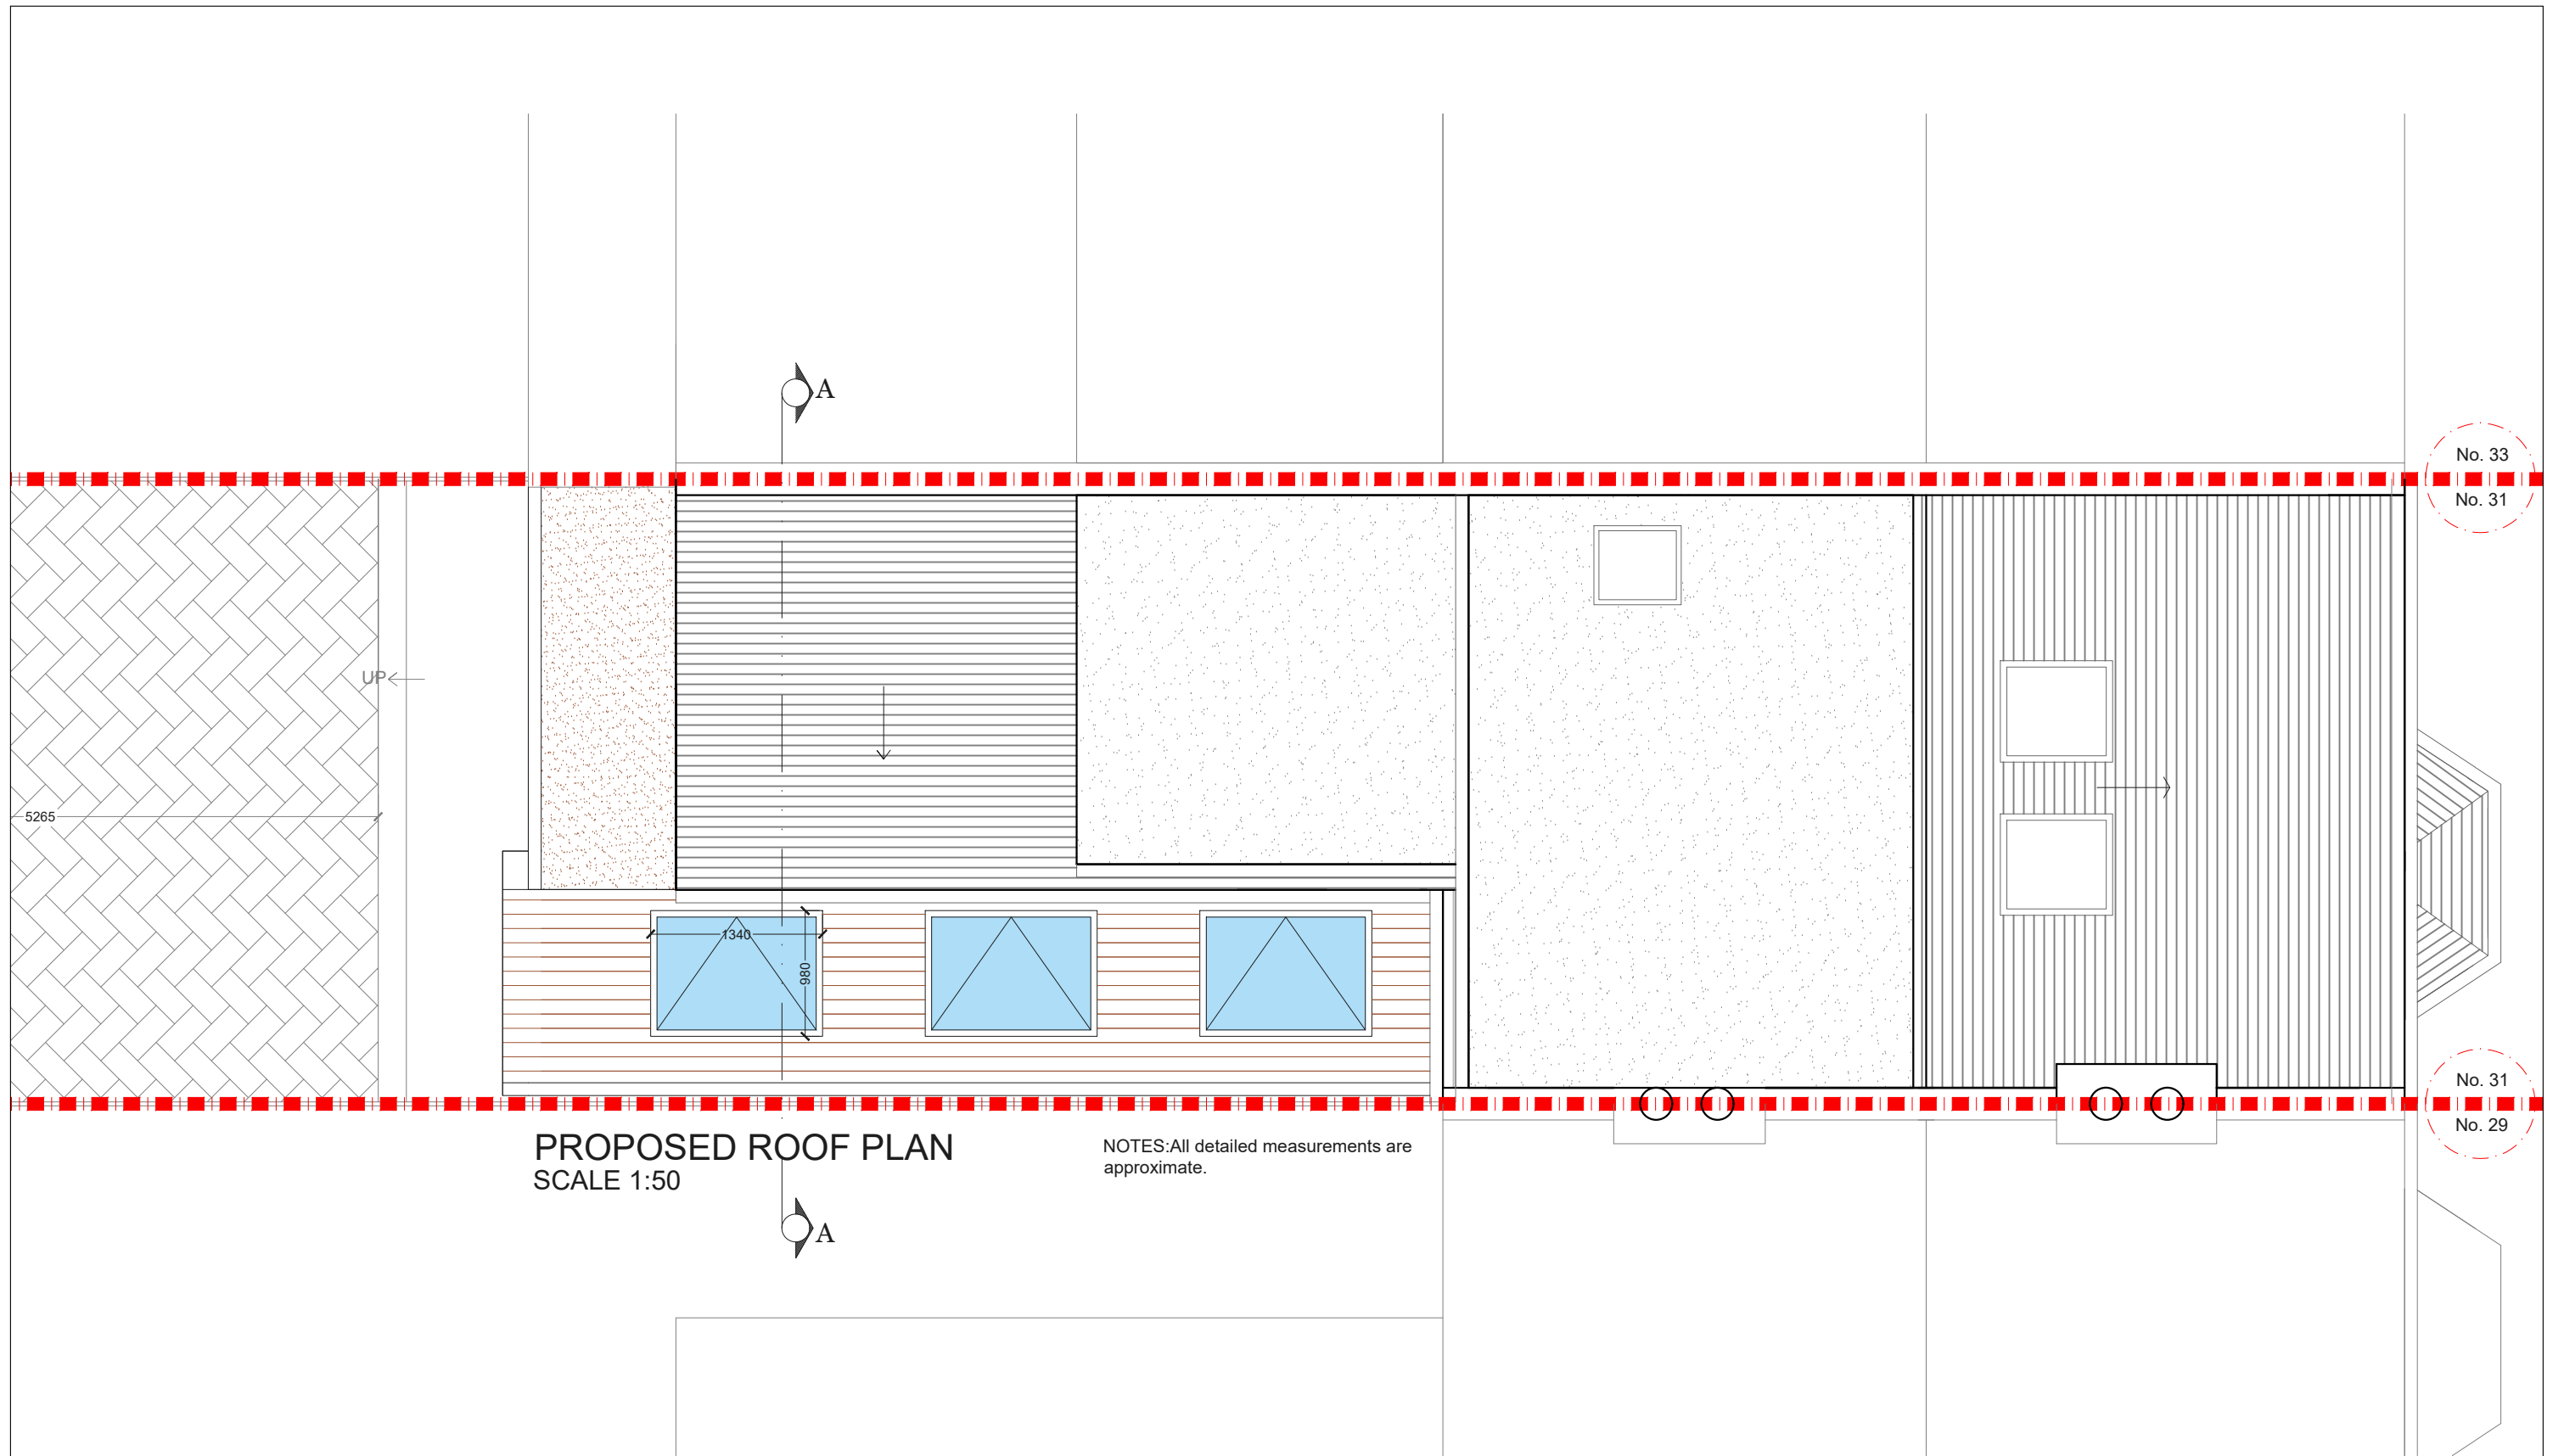 A
No. 33
No. 31
UP
5265
1340
980
No. 31
No. 29
PROPOSED ROOF PLAN
SCALE 1:50
NOTES:All detailed measurements are
approximate.
A